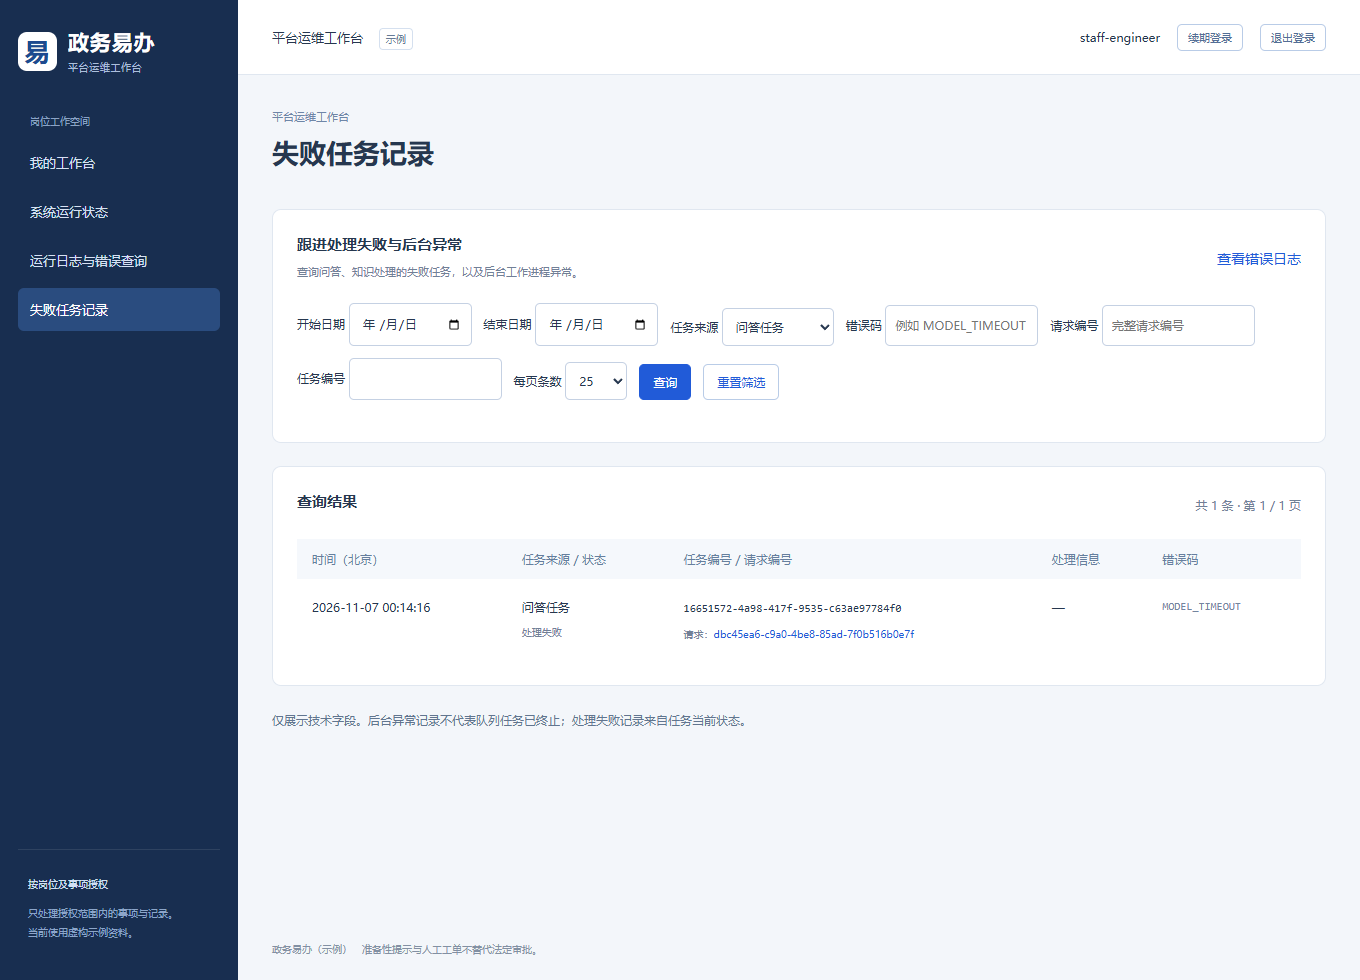 易
政务易办
平台运维工作台
岗位工作空间
我的工作台
系统运行状态
运行日志与错误查询
失败任务记录
按岗位及事项授权
只处理授权范围内的事项与记录。
当前使用虚构示例资料。
平台运维工作台 示例
staff-engineer 续期登录 退出登录
平台运维工作台
失败任务记录
跟进处理失败与后台异常
查询问答、知识处理的失败任务，以及后台工作进程异常。
查看错误日志
开始日期 年 /月/日 结束日期 年 /月/日 任务来源 问答任务 错误码 例如 MODEL_TIMEOUT 请求编号 完整请求编号
任务编号 每页条数 25 查询 重置筛选
查询结果
共 1 条 · 第 1 / 1 页
时间（北京） 任务来源 / 状态 任务编号 / 请求编号 处理信息 错误码
2026-11-07 00:14:16 问答任务 16651572-4a98-417f-9535-c63ae97784f0 — MODEL_TIMEOUT
处理失败 请求：dbc45ea6-c9a0-4be8-85ad-7f0b516b0e7f
仅展示技术字段。后台异常记录不代表队列任务已终止；处理失败记录来自任务当前状态。
政务易办（示例） 准备性提示与人工工单不替代法定审批。